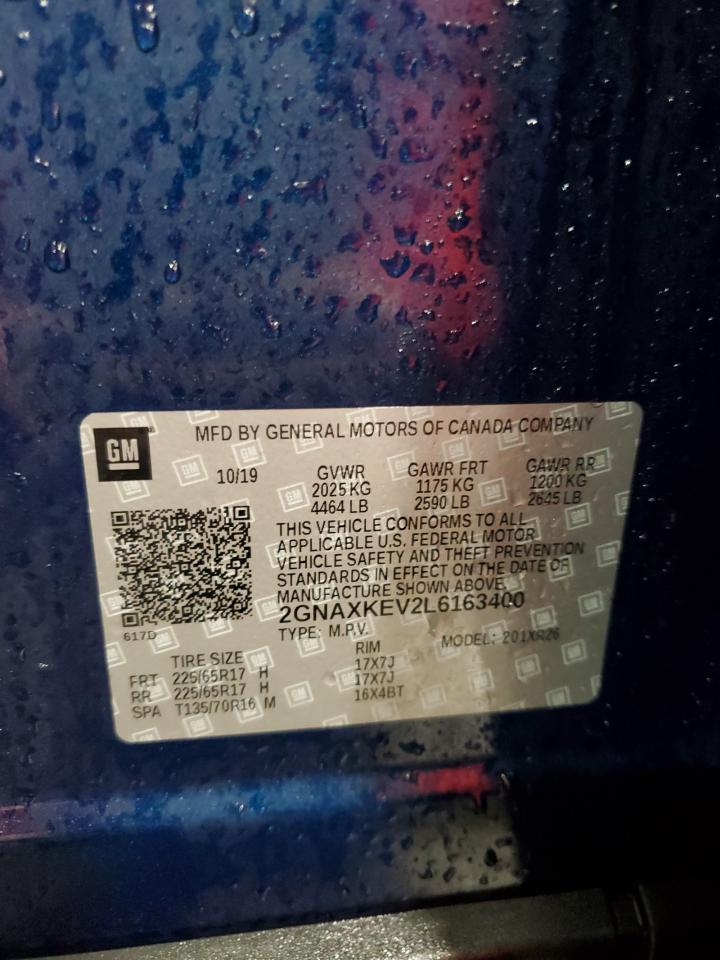 GM
MFD BY GENERAL MOTORS OF CANADA COMPANY
10/19 GVWR GAWR FRT GAWR RR
2025 KG 1175 KG 1200 KG
4464 LB 2590 LB 2645 LB
THIS VEHICLE CONFORMS TO ALL
APPLICABLE U.S. FEDERAL MOTOR
VEHICLE SAFETY AND THEFT PREVENTION
STANDARDS IN EFFECT ON THE DATE OF
MANUFACTURE SHOWN ABOVE.
2GNAXKEV2L6163400
617D
TYPE: M.P.V. MODEL: 201XR26
TIRE SIZE RIM
FRT 225/65R17 H 17X7J
RR 225/65R17 H 17X7J
SPA T135/70R16 M 16X4BT